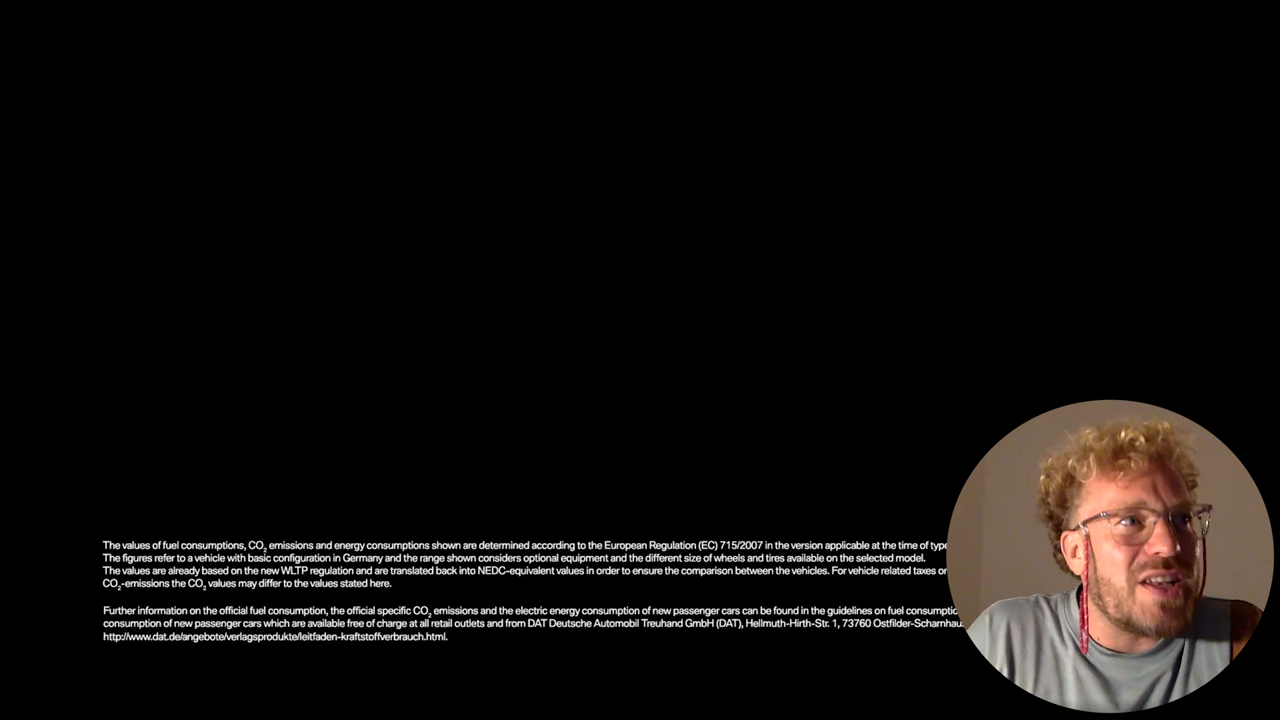 The values of fuel consumptions, CO₂ emissions and energy consumptions shown are determined according to the European Regulation (EC) 715/2007 in the version applicable at the time of type
The figures refer to a vehicle with basic configuration in Germany and the range shown considers optional equipment and the different size of wheels and tires available on the selected model.
The values are already based on the new WLTP regulation and are translated back into NEDC-equivalent values in order to ensure the comparison between the vehicles. For vehicle related taxes or
CO₂-emissions the CO₂ values may differ to the values stated here.
Further information on the official fuel consumption, the official specific CO₂ emissions and the electric energy consumption of new passenger cars can be found in the guidelines on fuel
consumption of new passenger cars which are available free of charge at all retail outlets and from DAT Deutsche Automobil Treuhand GmbH (DAT), Hellmuth-Hirth-Str. 1, 73760
http://www.dat.de/angebote/verlagsprodukte/leitfaden-kraftstoffverbrauch.html.